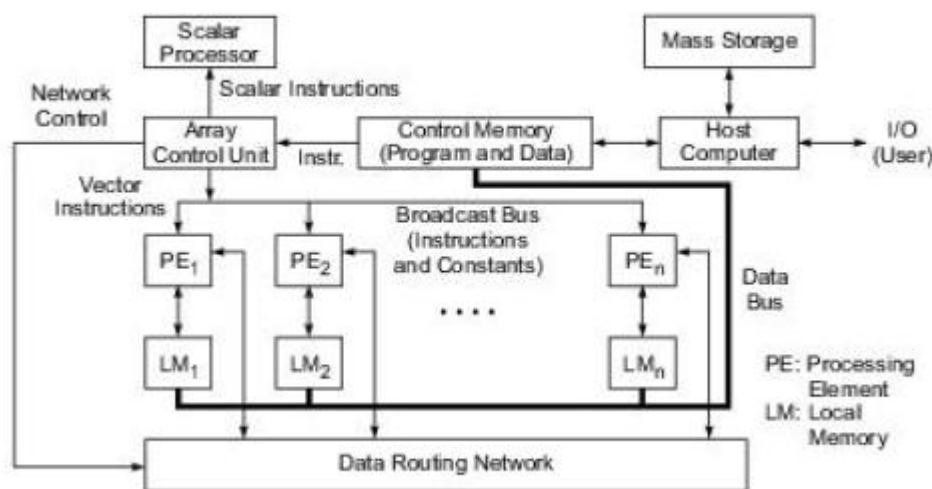 Scalar
Processor
Mass Storage
Network
Control
Scalar Instructions
Array
Control Unit
Instr.
Control Memory
(Program and Data)
Host
Computer
I/O
(User)
Vector
Instructions
Broadcast Bus
(Instructions
and Constants)
PE1
PE2
PEn
Data
Bus
LM1
LM2
LMn
PE: Processing
Element
LM: Local
Memory
Data Routing Network